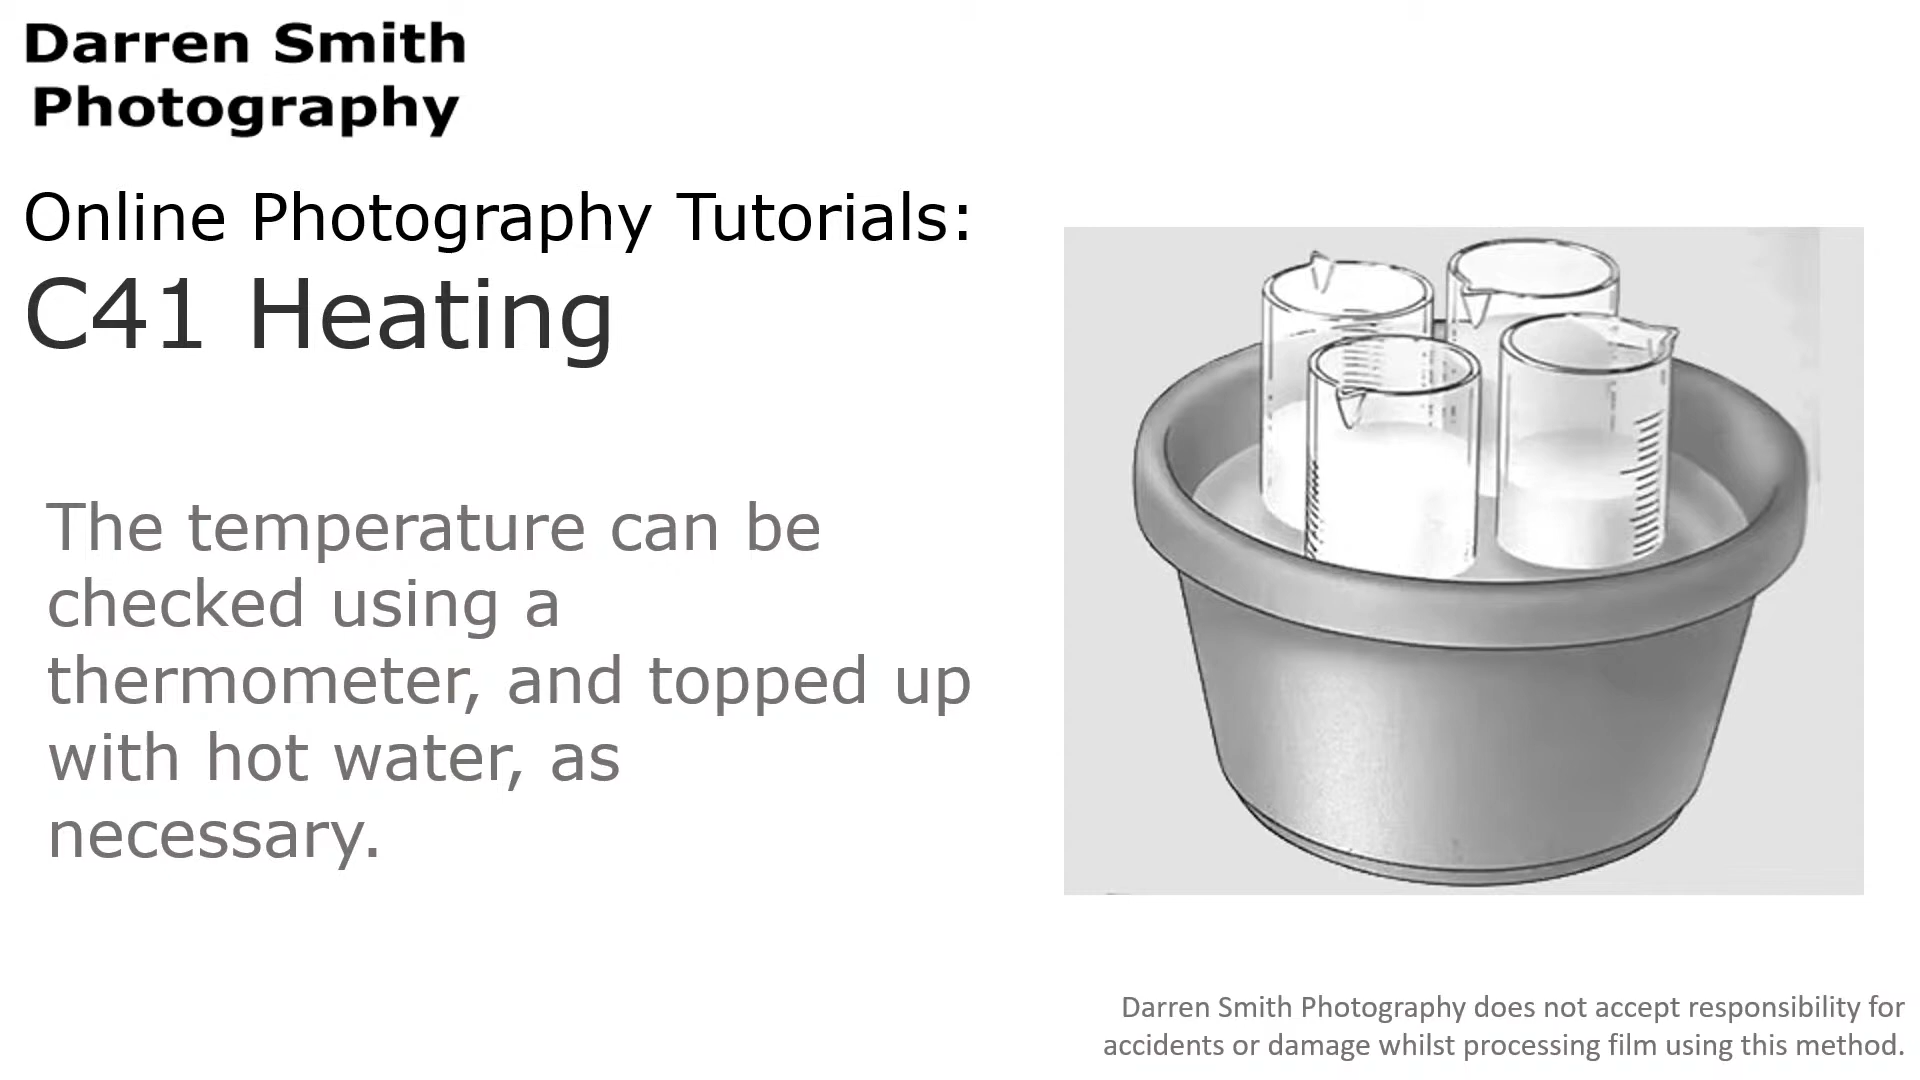 Darren Smith
Photography
Online Photography Tutorials:
C41 Heating
The temperature can be
checked using a
thermometer, and topped up
with hot water, as
necessary.
Darren Smith Photography does not accept responsibility for
accidents or damage whilst processing film using this method.